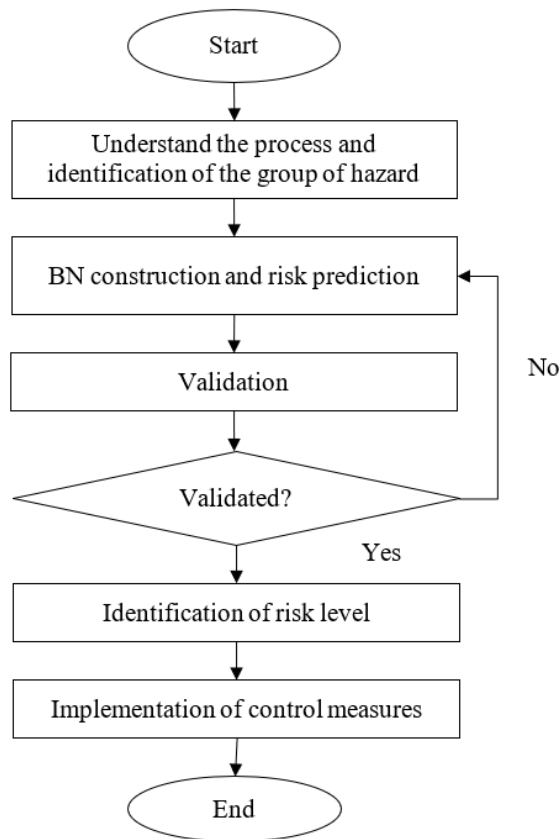 Start
Understand the process and
identification of the group of hazard
BN construction and risk prediction
No
Validation
Validated?
Yes
Identification of risk level
Implementation of control measures
End